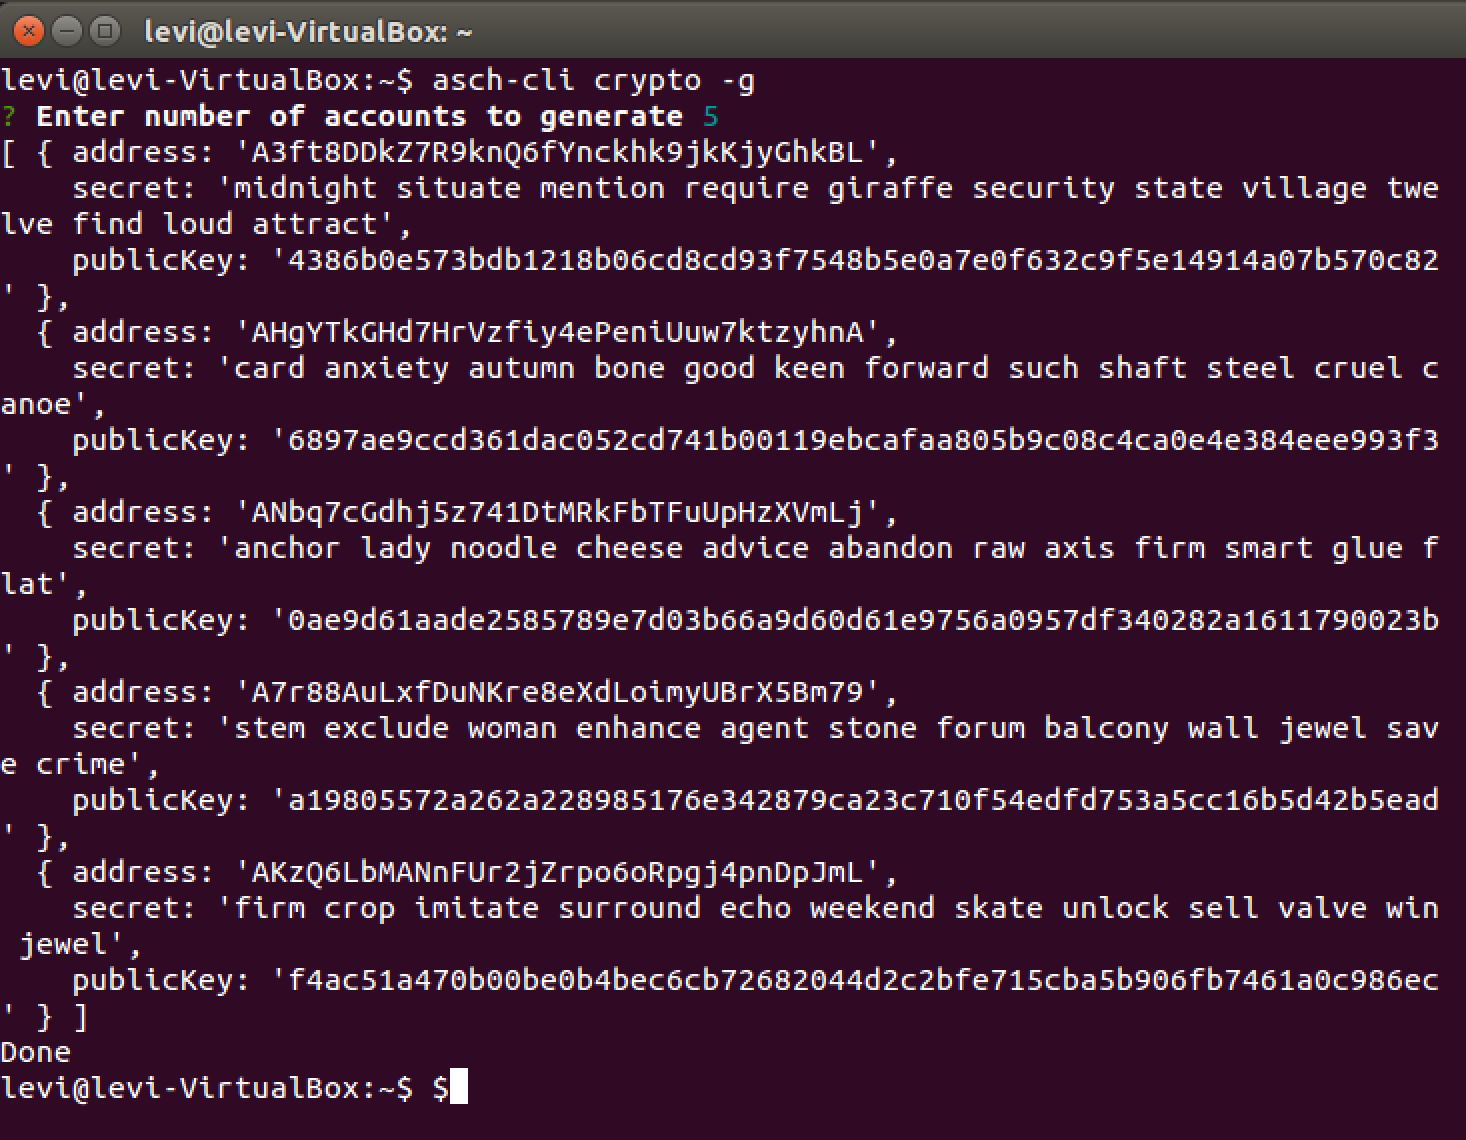 levi@levi-VirtualBox: ~
levi@levi-VirtualBox:~$ asch-cli crypto -g
? Enter number of accounts to generate 5
[ { address: 'A3ft8DDkZ7R9knQ6fYnckhk9jkKjyGhkBL',
    secret: 'midnight situate mention require giraffe security state village twe
lve find loud attract',
    publicKey: '4386b0e573bdb1218b06cd8cd93f7548b5e0a7e0f632c9f5e14914a07b570c82
' },
  { address: 'AHgYTkGHd7HrVzfiy4ePeniUuw7ktzyhnA',
    secret: 'card anxiety autumn bone good keen forward such shaft steel cruel c
anoe',
    publicKey: '6897ae9ccd361dac052cd741b00119ebcafaa805b9c08c4ca0e4e384eee993f3
' },
  { address: 'ANbq7cGdhj5z741DtMRkFbTFuUpHzXVmLj',
    secret: 'anchor lady noodle cheese advice abandon raw axis firm smart glue f
lat',
    publicKey: '0ae9d61aade2585789e7d03b66a9d60d61e9756a0957df340282a1611790023b
' },
  { address: 'A7r88AuLxfDuNKre8eXdLoimyUBrX5Bm79',
    secret: 'stem exclude woman enhance agent stone forum balcony wall jewel sav
e crime',
    publicKey: 'a19805572a262a228985176e342879ca23c710f54edfd753a5cc16b5d42b5ead
' },
  { address: 'AKzQ6LbMANnFUr2jZrpo6oRpgj4pnDpJmL',
    secret: 'firm crop imitate surround echo weekend skate unlock sell valve win
 jewel',
    publicKey: 'f4ac51a470b00be0b4bec6cb72682044d2c2bfe715cba5b906fb7461a0c986ec
' } ]
Done
levi@levi-VirtualBox:~$ $